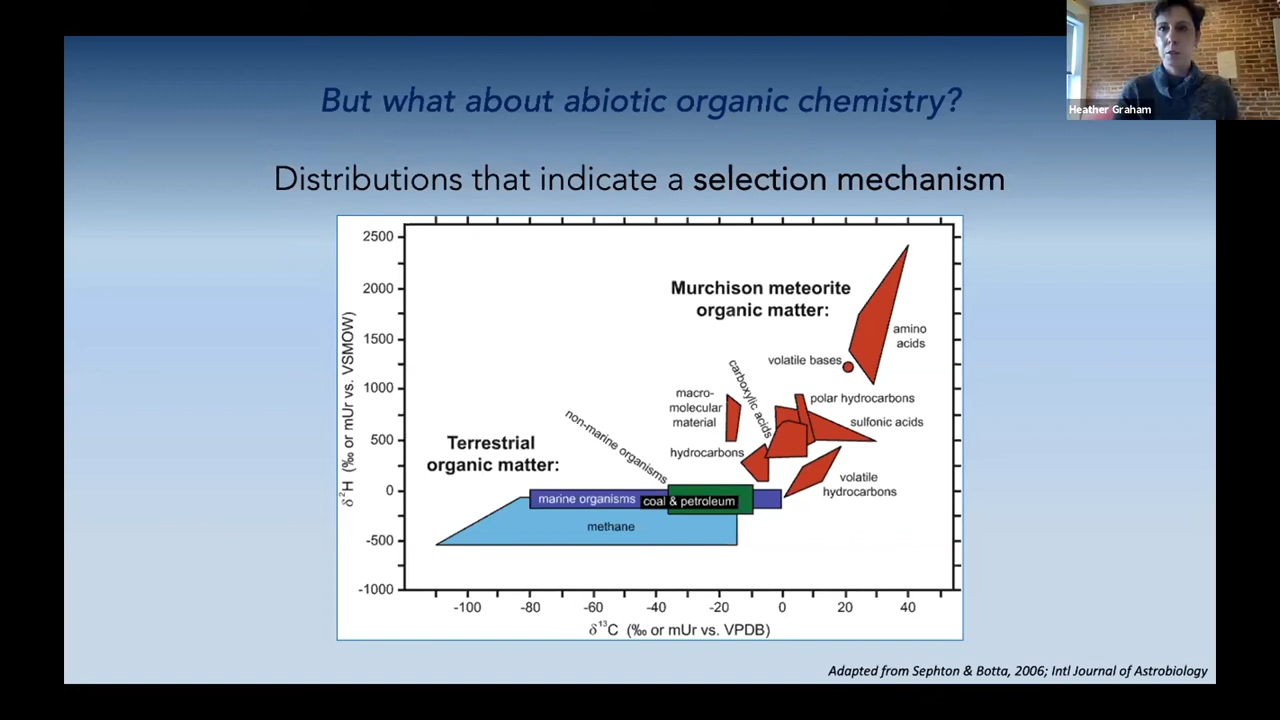 Heather Graham
But what about abiotic organic chemistry?
Distributions that indicate a selection mechanism
2500
2000
1500
1000
500
0
-500
-1000
δ²H (‰ or mUr vs. VSMOW)
Murchison meteorite
organic matter:
amino
acids
volatile bases
carboxylic acids
macro-
molecular
material
polar hydrocarbons
sulfonic acids
hydrocarbons
volatile
hydrocarbons
non-marine organisms
Terrestrial
organic matter:
marine organisms
coal & petroleum
methane
-100
-80
-60
-40
-20
0
20
40
δ¹³C (‰ or mUr vs. VPDB)
Adapted from Sephton & Botta, 2006; Intl Journal of Astrobiology